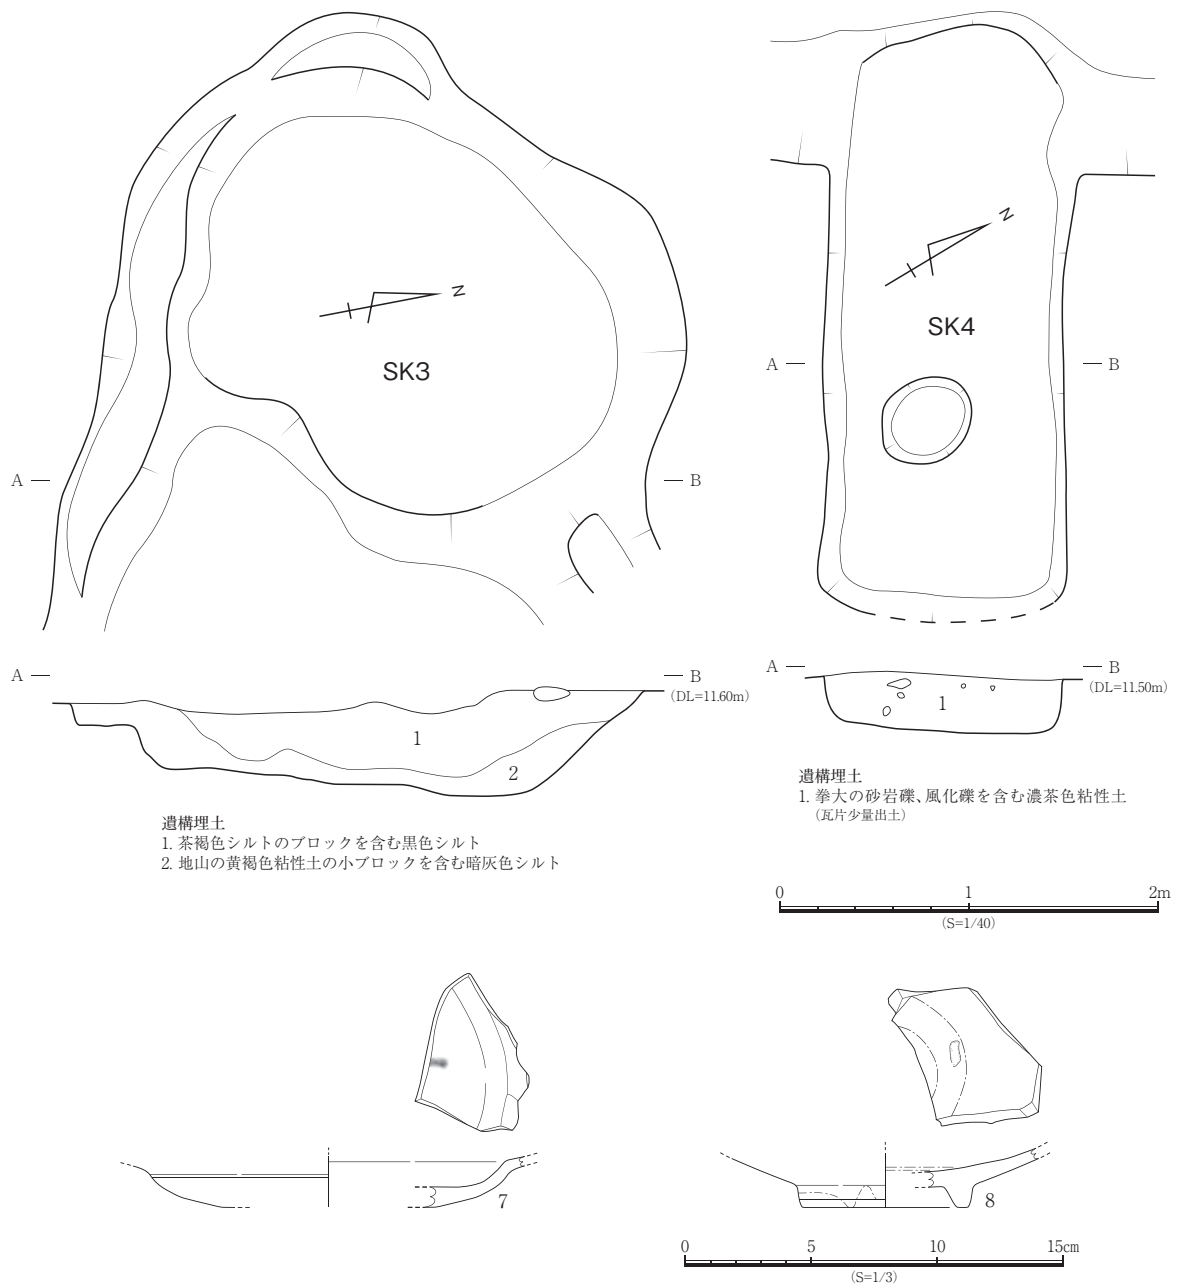 N
SK3
A
B
N
SK4
A
B
A
B
(DL=11.60m)
1
2
遺構埋土
1. 茶褐色シルトのブロックを含む黒色シルト
2. 地山の黄褐色粘性土の小ブロックを含む暗灰色シルト
A
B
(DL=11.50m)
1
遺構埋土
1. 拳大の砂岩礫、風化礫を含む濃茶色粘性土
(瓦片少量出土)
0 1 2m
(S=1/40)
7
8
0 5 10 15㎝
(S=1/3)